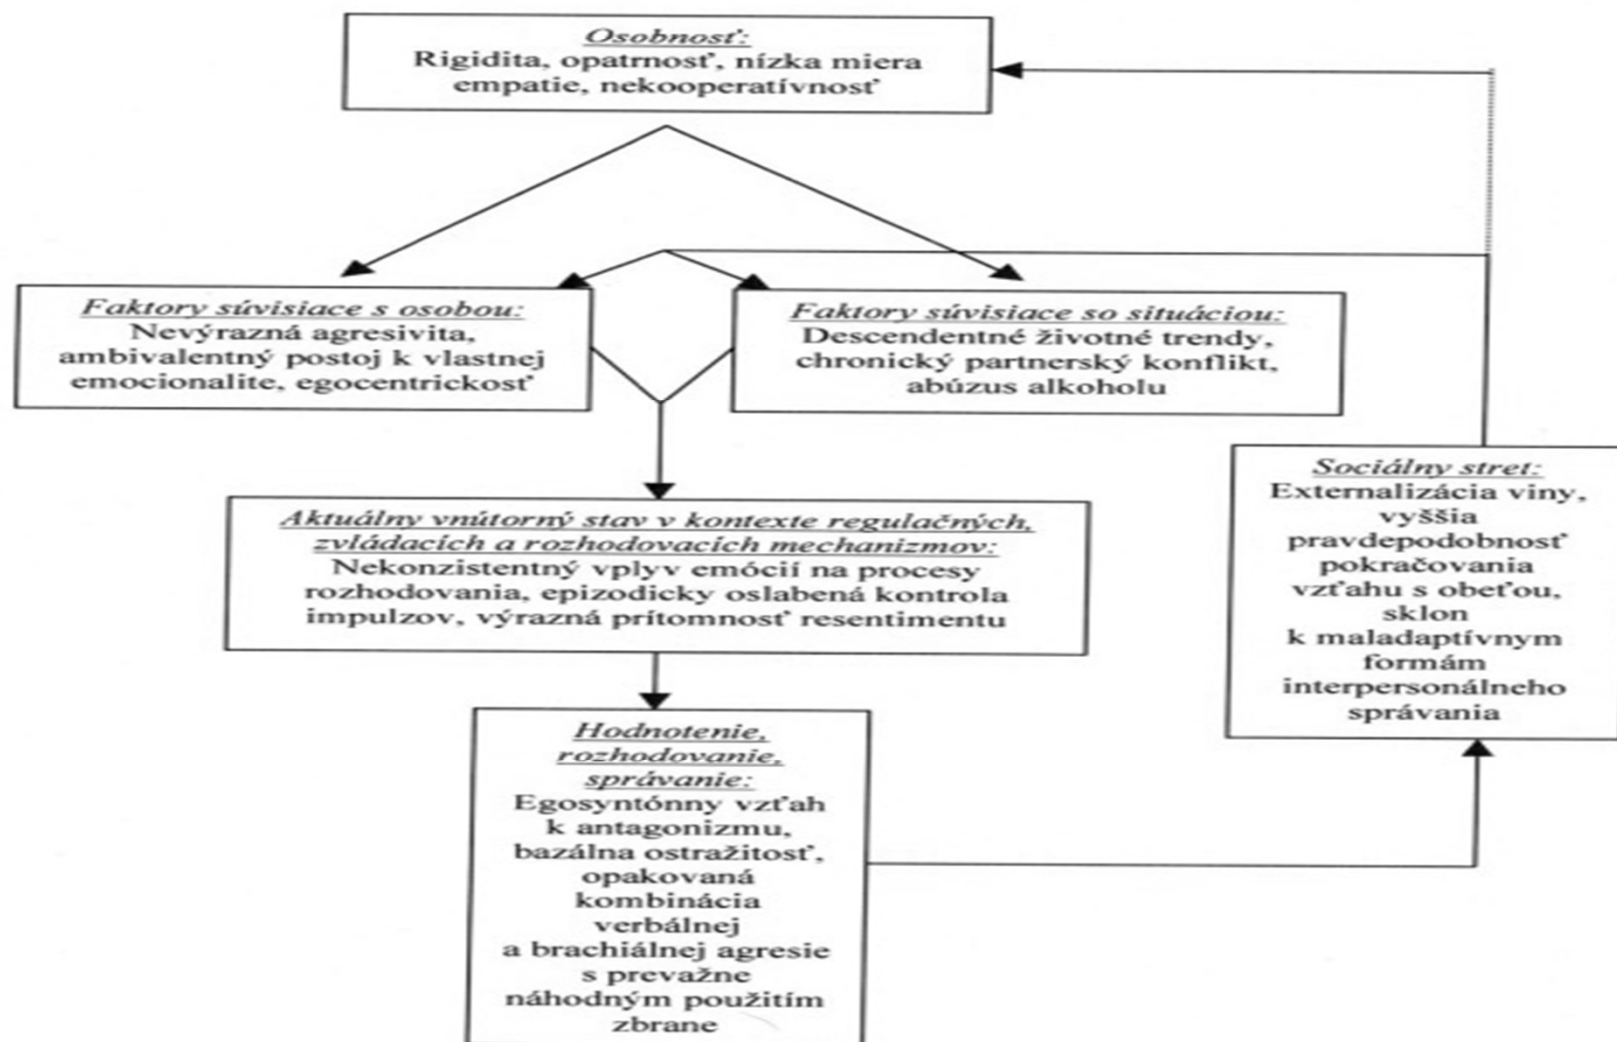 Osobnosť:
Rigidita, opatrnosť, nízka miera
empatie, nekooperatívnosť
Faktory súvisiace s osobou:
Nevýrazná agresivita,
ambivalentný postoj k vlastnej
emocionalite, egocentrickosť
Faktory súvisiace so situáciou:
Descendentné životné trendy,
chronický partnerský konflikt,
abúzus alkoholu
Aktuálny vnútorný stav v kontexte regulačných,
zvládacích a rozhodovacích mechanizmov:
Nekonzistentný vplyv emócií na procesy
rozhodovania, epizodicky oslabená kontrola
impulzov, výrazná prítomnosť resentimentu
Sociálny stret:
Externalizácia viny,
vyššia
pravdepodobnosť
pokračovania
vzťahu s obeťou,
sklon
k maladaptívnym
formám
interpersonálneho
správania
Hodnotenie,
rozhodovanie,
správanie:
Egosyntónny vzťah
k antagonizmu,
bazálna ostražitosť,
opakovaná
kombinácia
verbálnej
a brachiálnej agresie
s prevažne
náhodným použitím
zbrane